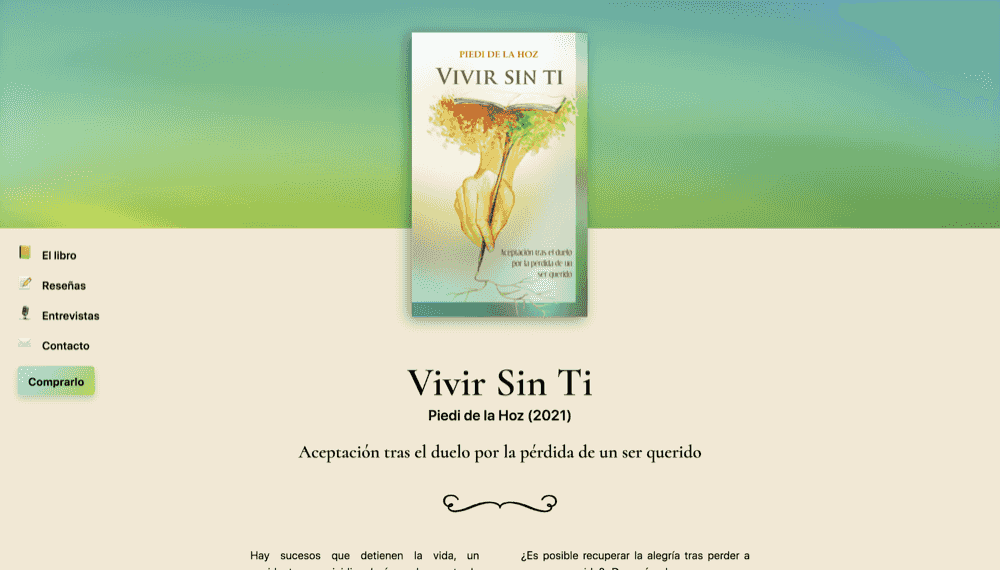 PIEDI DE LA HOZ
VIVIR SIN TI
Aceptación tras el duelo
por la pérdida de un
ser querido
El libro
Reseñas
Entrevistas
Contacto
Comprarlo
Vivir Sin Ti
Piedi de la Hoz (2021)
Aceptación tras el duelo por la pérdida de un ser querido
Hay sucesos que detienen la vida, un
¿Es posible recuperar la alegría tras perder a